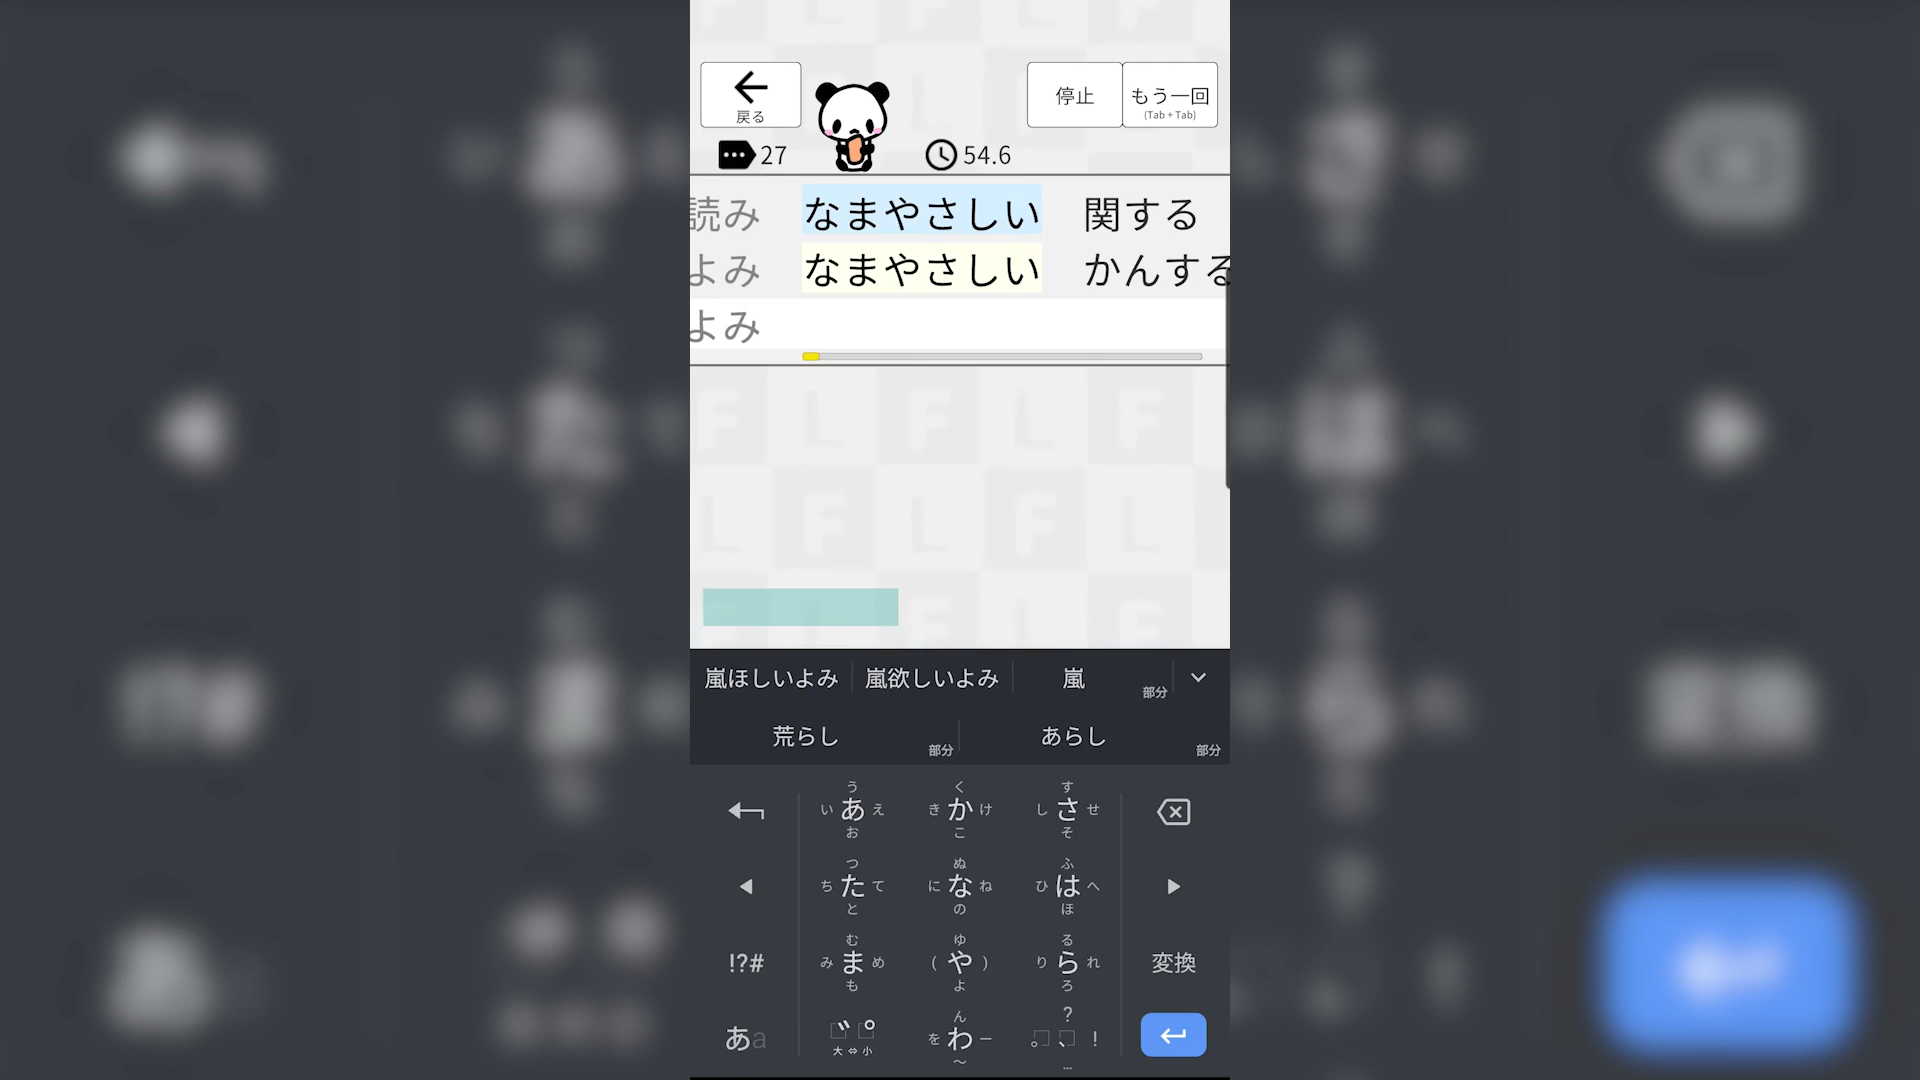 戻る
停止
もう一回
(Tab + Tab)
27
54.6
読み なまやさしい 関する
よみ なまやさしい かんする
よみ
嵐ほしいよみ 嵐欲しいよみ 嵐 部分
荒らし 部分 あらし 部分
う く す
い あ え き か け し さ せ
お こ そ
つ ぬ ふ
ち た て に な ね ひ は へ
と の ほ
む ゆ る
み ま め ( や ) り ら れ
も よ ろ
!?# 変換
ん ?
あa 大⇔小 を わ ー 。 、 !
〜 …